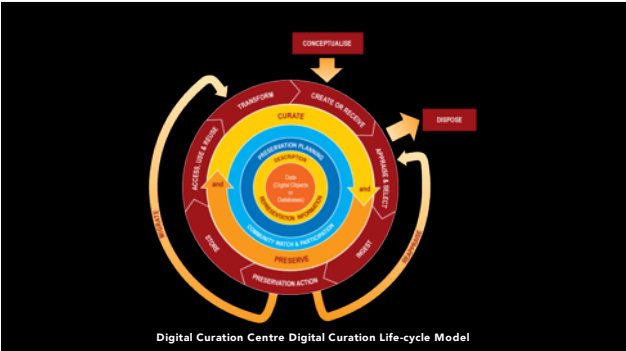 CONCEPTUALISE
CREATE OR RECEIVE
DISPOSE
APPRAISE & SELECT
INGEST
PRESERVATION ACTION
STORE
ACCESS, USE & REUSE
TRANSFORM
MIGRATE
REAPPRAISE
CURATE
and
PRESERVE
and
PRESERVATION PLANNING
COMMUNITY WATCH & PARTICIPATION
DESCRIPTION
REPRESENTATION INFORMATION
Data
(Digital Objects
or
Databases)
Digital Curation Centre Digital Curation Life-cycle Model